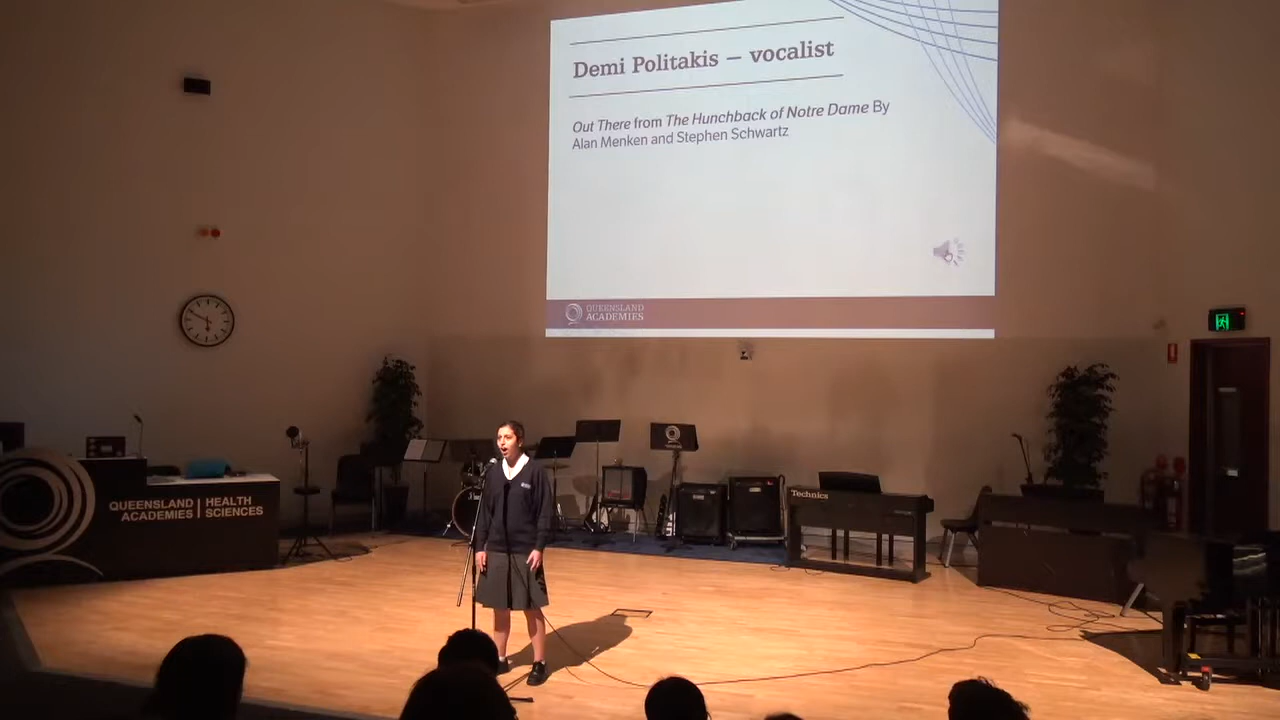 Demi Politakis – vocalist
Out There from The Hunchback of Notre Dame By
Alan Menken and Stephen Schwartz
QUEENSLAND
ACADEMIES
QUEENSLAND | HEALTH
ACADEMIES | SCIENCES
Technics